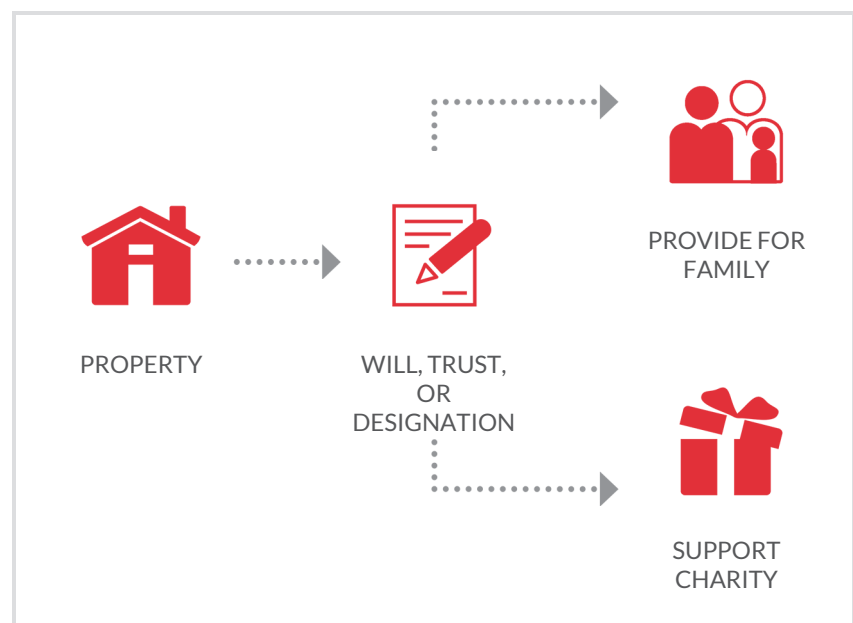 PROPERTY
WILL, TRUST,
OR
DESIGNATION
PROVIDE FOR
FAMILY
SUPPORT
CHARITY